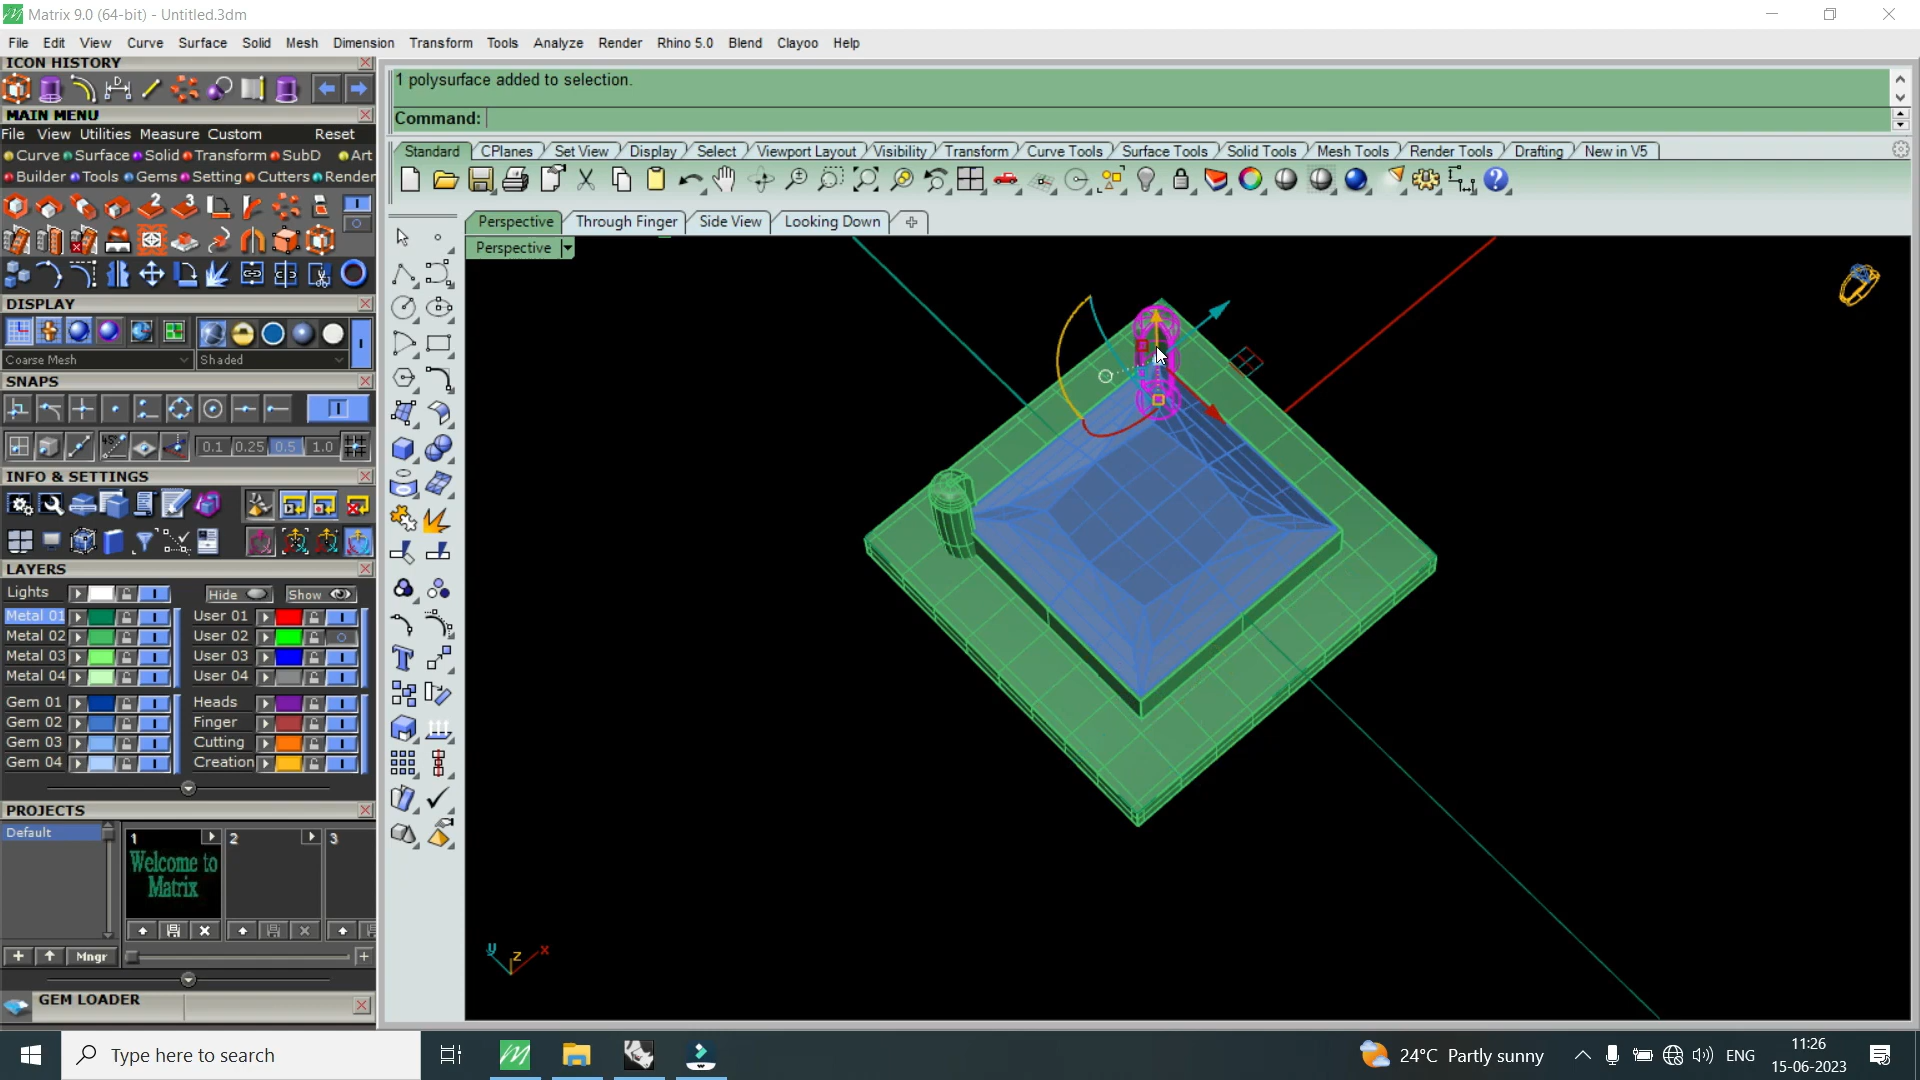 Matrix 9.0 (64-bit) - Untitled.3dm
File Edit View Curve Surface Solid Mesh Dimension Transform Tools Analyze Render Rhino 5.0 Blend Clayoo Help
ICON HISTORY
1 polysurface added to selection.
Command:
MAIN MENU
File View Utilities Measure Custom Reset
Curve Surface Solid Transform SubD Art
Builder Tools Gems Setting Cutters Render
Standard CPlanes Set View Display Select Viewport Layout Visibility Transform Curve Tools Surface Tools Solid Tools Mesh Tools Render Tools Drafting New in V5
Perspective Through Finger Side View Looking Down
Perspective
DISPLAY
Coarse Mesh Shaded
SNAPS
0.1 0.25 0.5 1.0
INFO & SETTINGS
LAYERS
Lights Hide Show
Metal 01 User 01
Metal 02 User 02
Metal 03 User 03
Metal 04 User 04
Gem 01 Heads
Gem 02 Finger
Gem 03 Cutting
Gem 04 Creation
PROJECTS
Default
1 2 3
Welcome to
Matrix
Mngr
GEM LOADER
y z x
Type here to search
24°C Partly sunny
ENG
11:26
15-06-2023